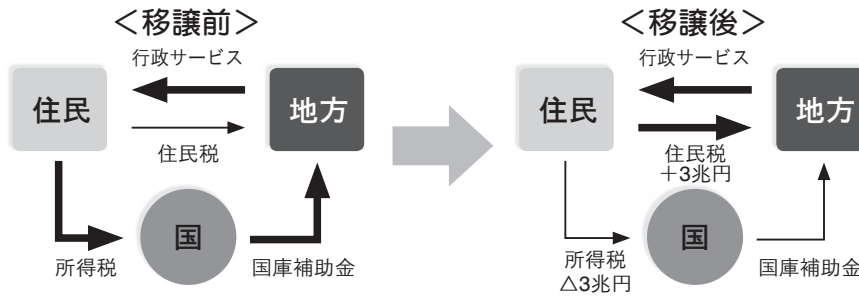 <移譲前>
行政サービス
住民
地方
住民税
国
所得税
国庫補助金
<移譲後>
行政サービス
住民
地方
住民税
+3兆円
国
所得税
△3兆円
国庫補助金